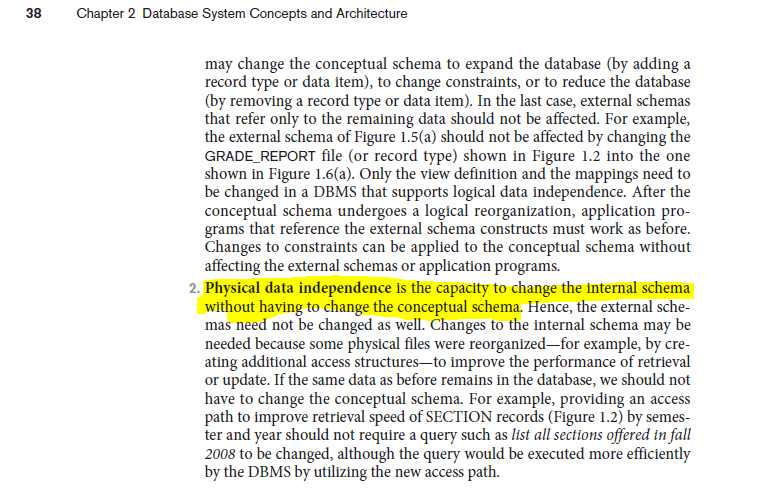 38 Chapter 2 Database System Concepts and Architecture
may change the conceptual schema to expand the database (by adding a
record type or data item), to change constraints, or to reduce the database
(by removing a record type or data item). In the last case, external schemas
that refer only to the remaining data should not be affected. For example,
the external schema of Figure 1.5(a) should not be affected by changing the
GRADE_REPORT file (or record type) shown in Figure 1.2 into the one
shown in Figure 1.6(a). Only the view definition and the mappings need to
be changed in a DBMS that supports logical data independence. After the
conceptual schema undergoes a logical reorganization, application pro-
grams that reference the external schema constructs must work as before.
Changes to constraints can be applied to the conceptual schema without
affecting the external schemas or application programs.
2. Physical data independence is the capacity to change the internal schema
without having to change the conceptual schema. Hence, the external sche-
mas need not be changed as well. Changes to the internal schema may be
needed because some physical files were reorganized—for example, by cre-
ating additional access structures—to improve the performance of retrieval
or update. If the same data as before remains in the database, we should not
have to change the conceptual schema. For example, providing an access
path to improve retrieval speed of SECTION records (Figure 1.2) by semes-
ter and year should not require a query such as list all sections offered in fall
2008 to be changed, although the query would be executed more efficiently
by the DBMS by utilizing the new access path.